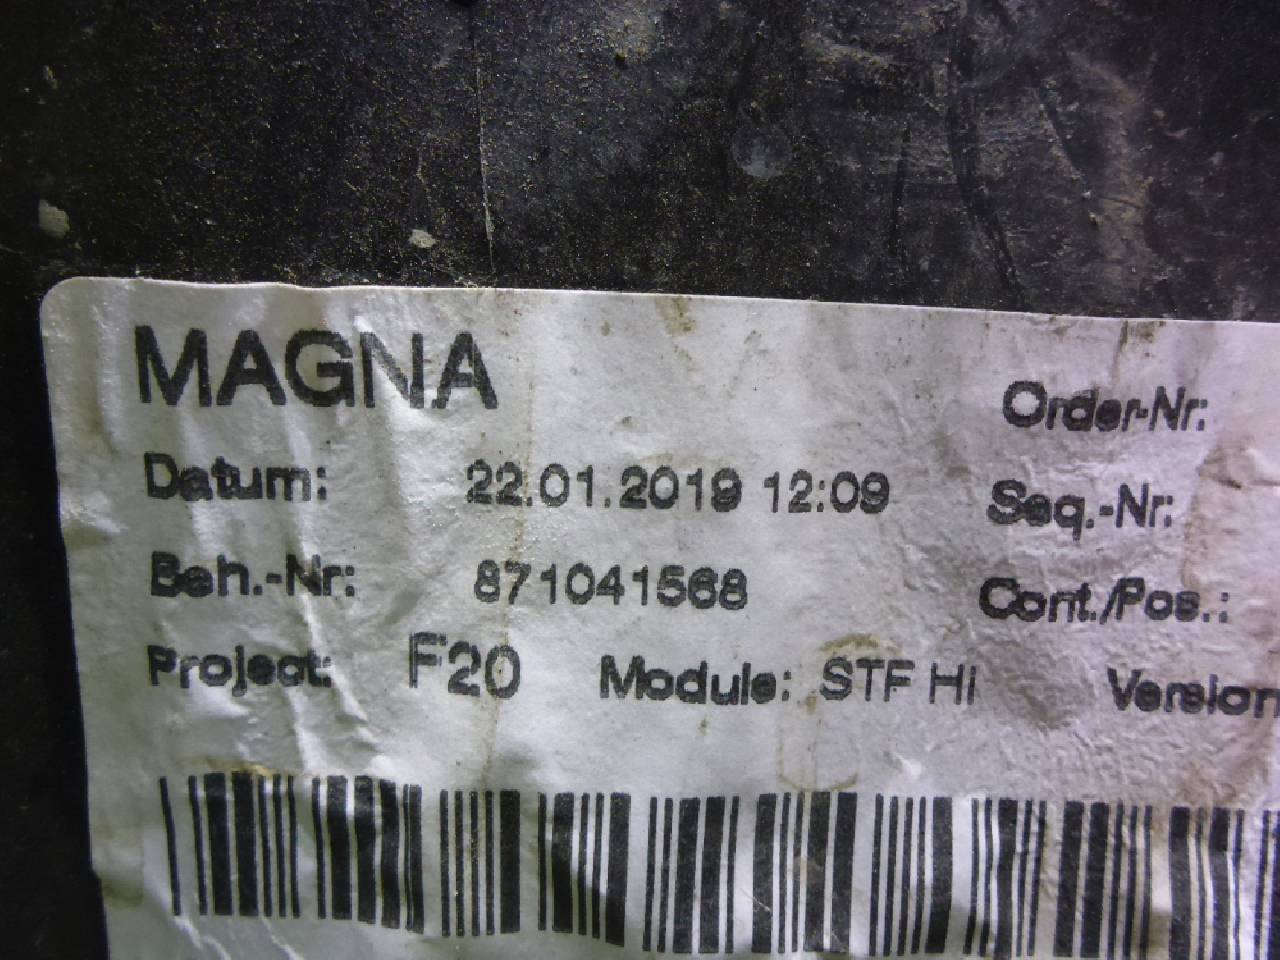 MAGNA
Order-Nr:
Datum: 22.01.2019 12:09 Seq.-Nr:
Beh.-Nr: 871041568 Cont./Pos.:
Project: F20 Module: STF Hi Version